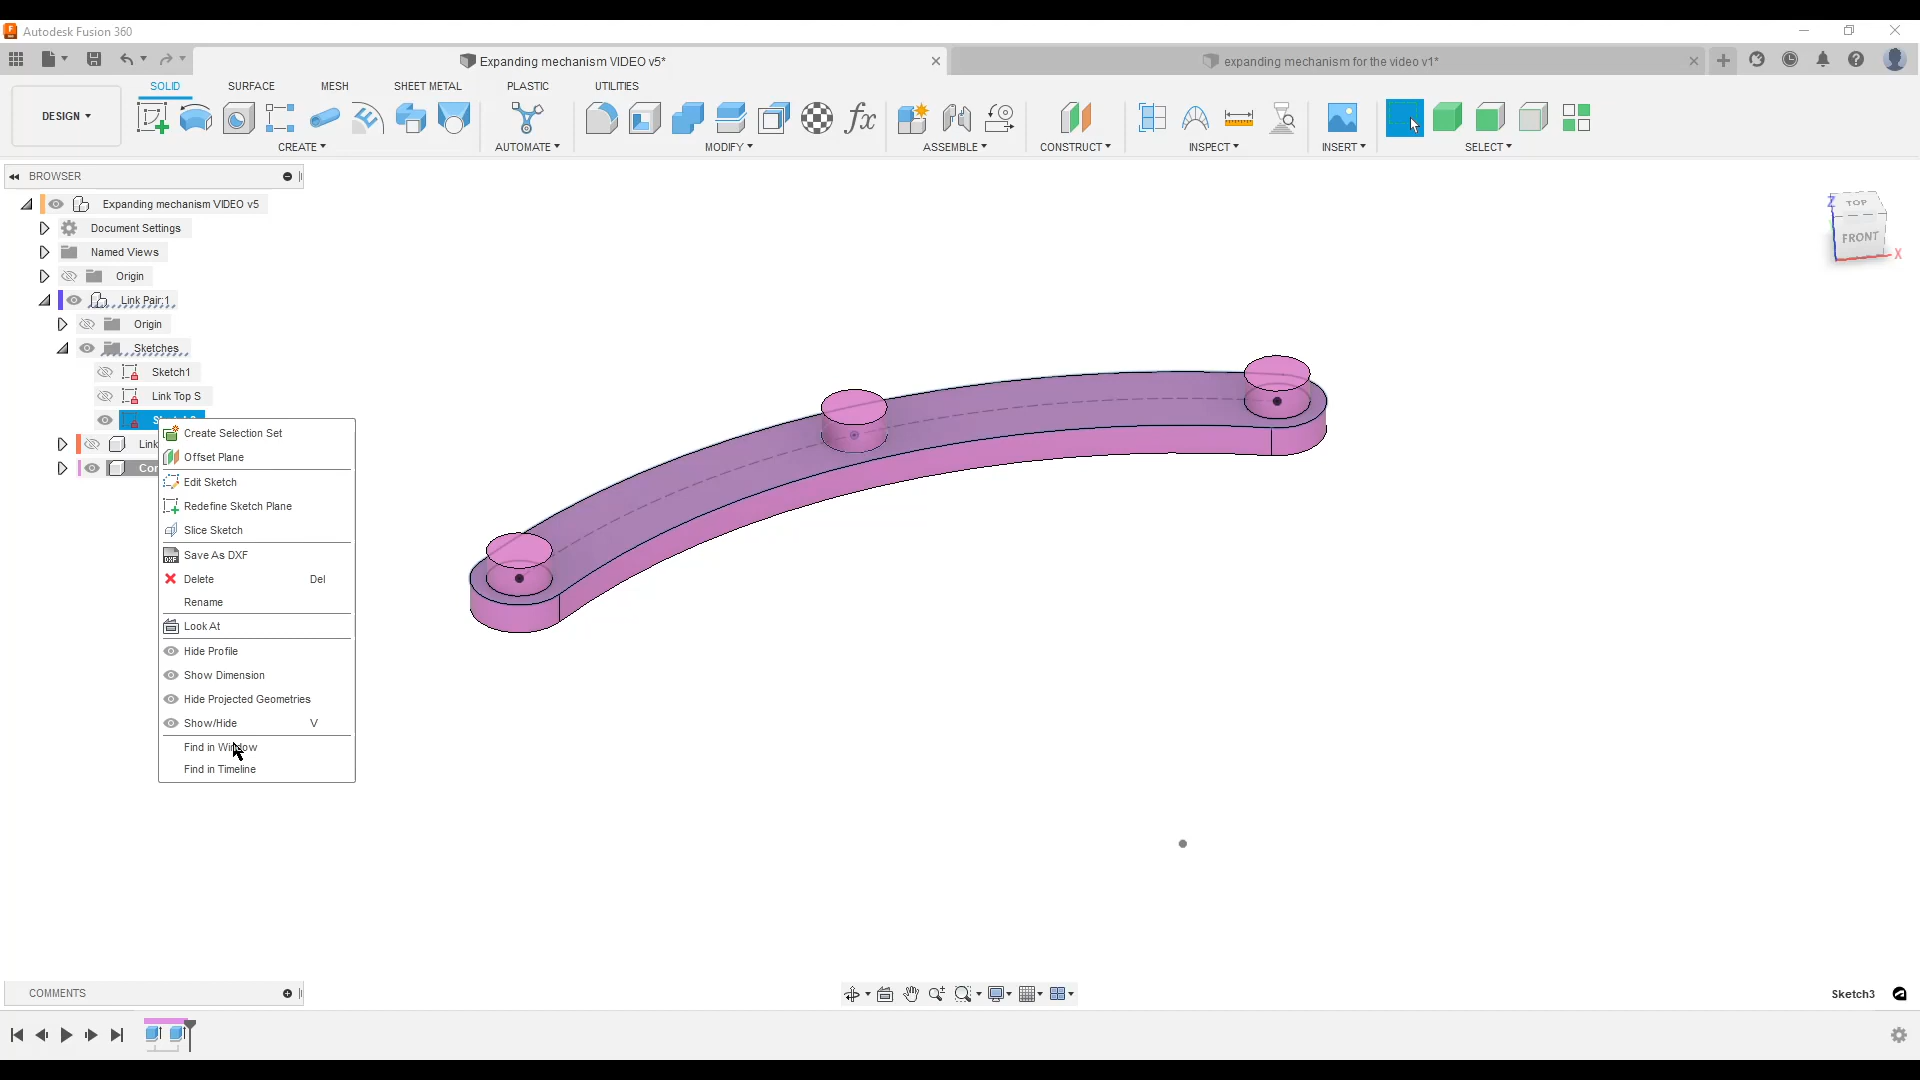 Autodesk Fusion 360
Expanding mechanism VIDEO v5*
expanding mechanism for the video v1*
DESIGN
SOLID
SURFACE
MESH
SHEET METAL
PLASTIC
UTILITIES
CREATE
AUTOMATE
MODIFY
ASSEMBLE
CONSTRUCT
INSPECT
INSERT
SELECT
BROWSER
Expanding mechanism VIDEO v5
Document Settings
Named Views
Origin
Link Pair:1
Origin
Sketches
Sketch1
Link Top S
Link
Create Selection Set
Offset Plane
Edit Sketch
Redefine Sketch Plane
Slice Sketch
Save As DXF
Delete Del
Rename
Look At
Hide Profile
Show Dimension
Hide Projected Geometries
Show/Hide V
Find in Window
Find in Timeline
TOP
FRONT
Z
X
COMMENTS
Sketch3